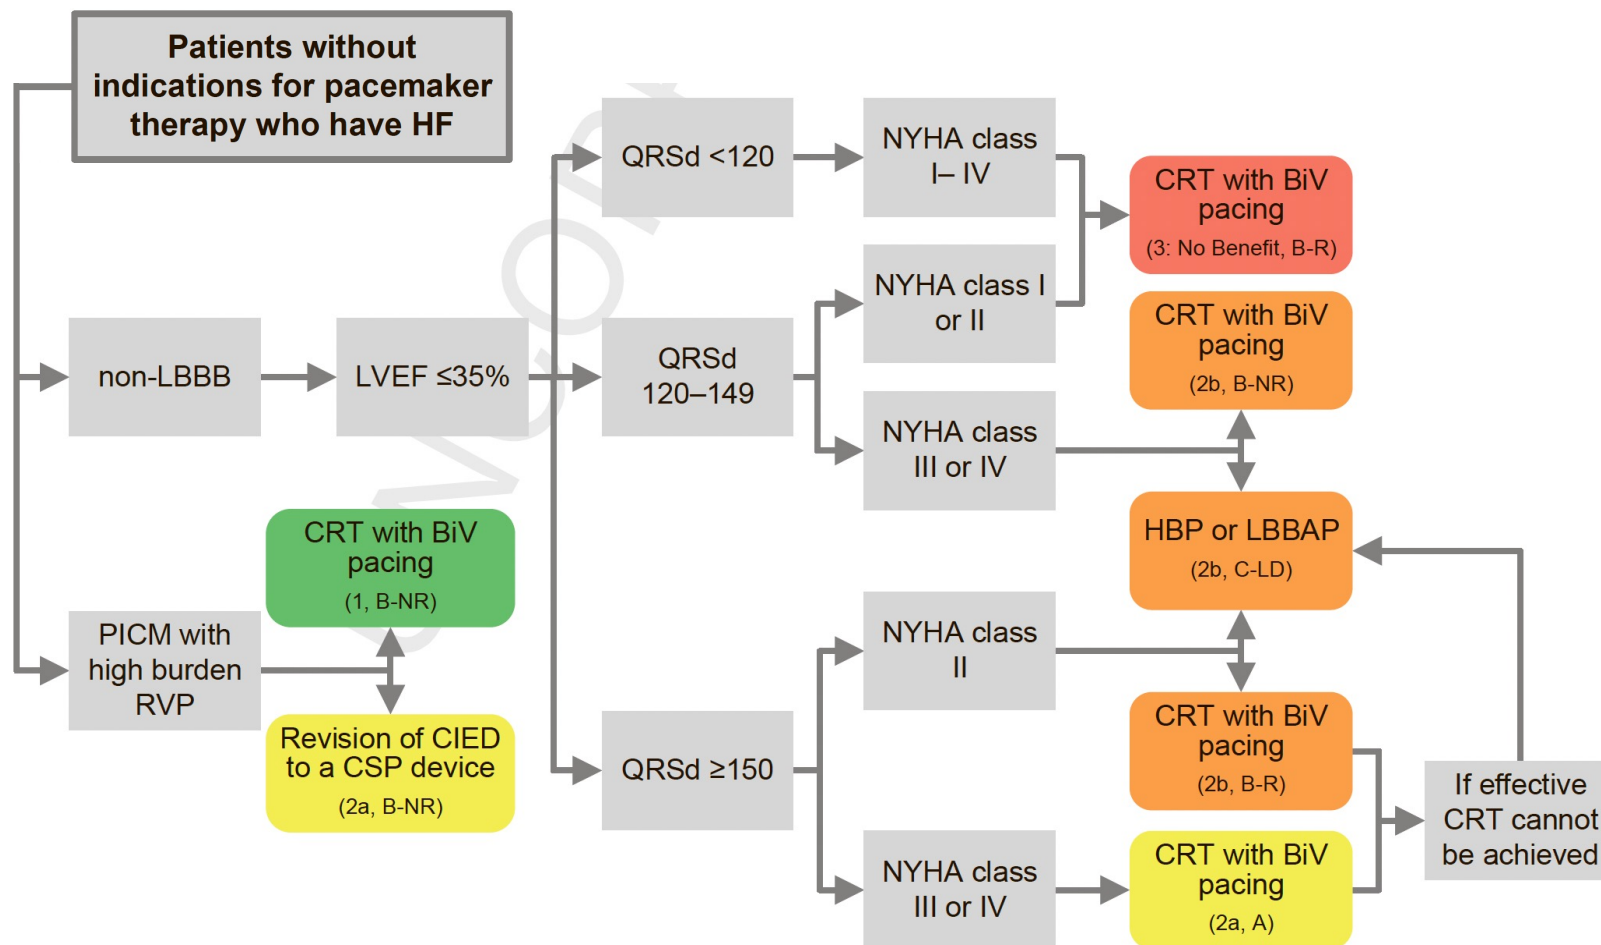 Patients without
indications for pacemaker
therapy who have HF
non-LBBB
LVEF ≤35%
QRSd <120
NYHA class
I– IV
CRT with BiV
pacing
(3: No Benefit, B-R)
QRSd
120–149
NYHA class I
or II
CRT with BiV
pacing
(2b, B-NR)
NYHA class
III or IV
HBP or LBBAP
(2b, C-LD)
PICM with
high burden
RVP
CRT with BiV
pacing
(1, B-NR)
Revision of CIED
to a CSP device
(2a, B-NR)
QRSd ≥150
NYHA class
II
CRT with BiV
pacing
(2b, B-R)
NYHA class
III or IV
CRT with BiV
pacing
(2a, A)
If effective
CRT cannot
be achieved